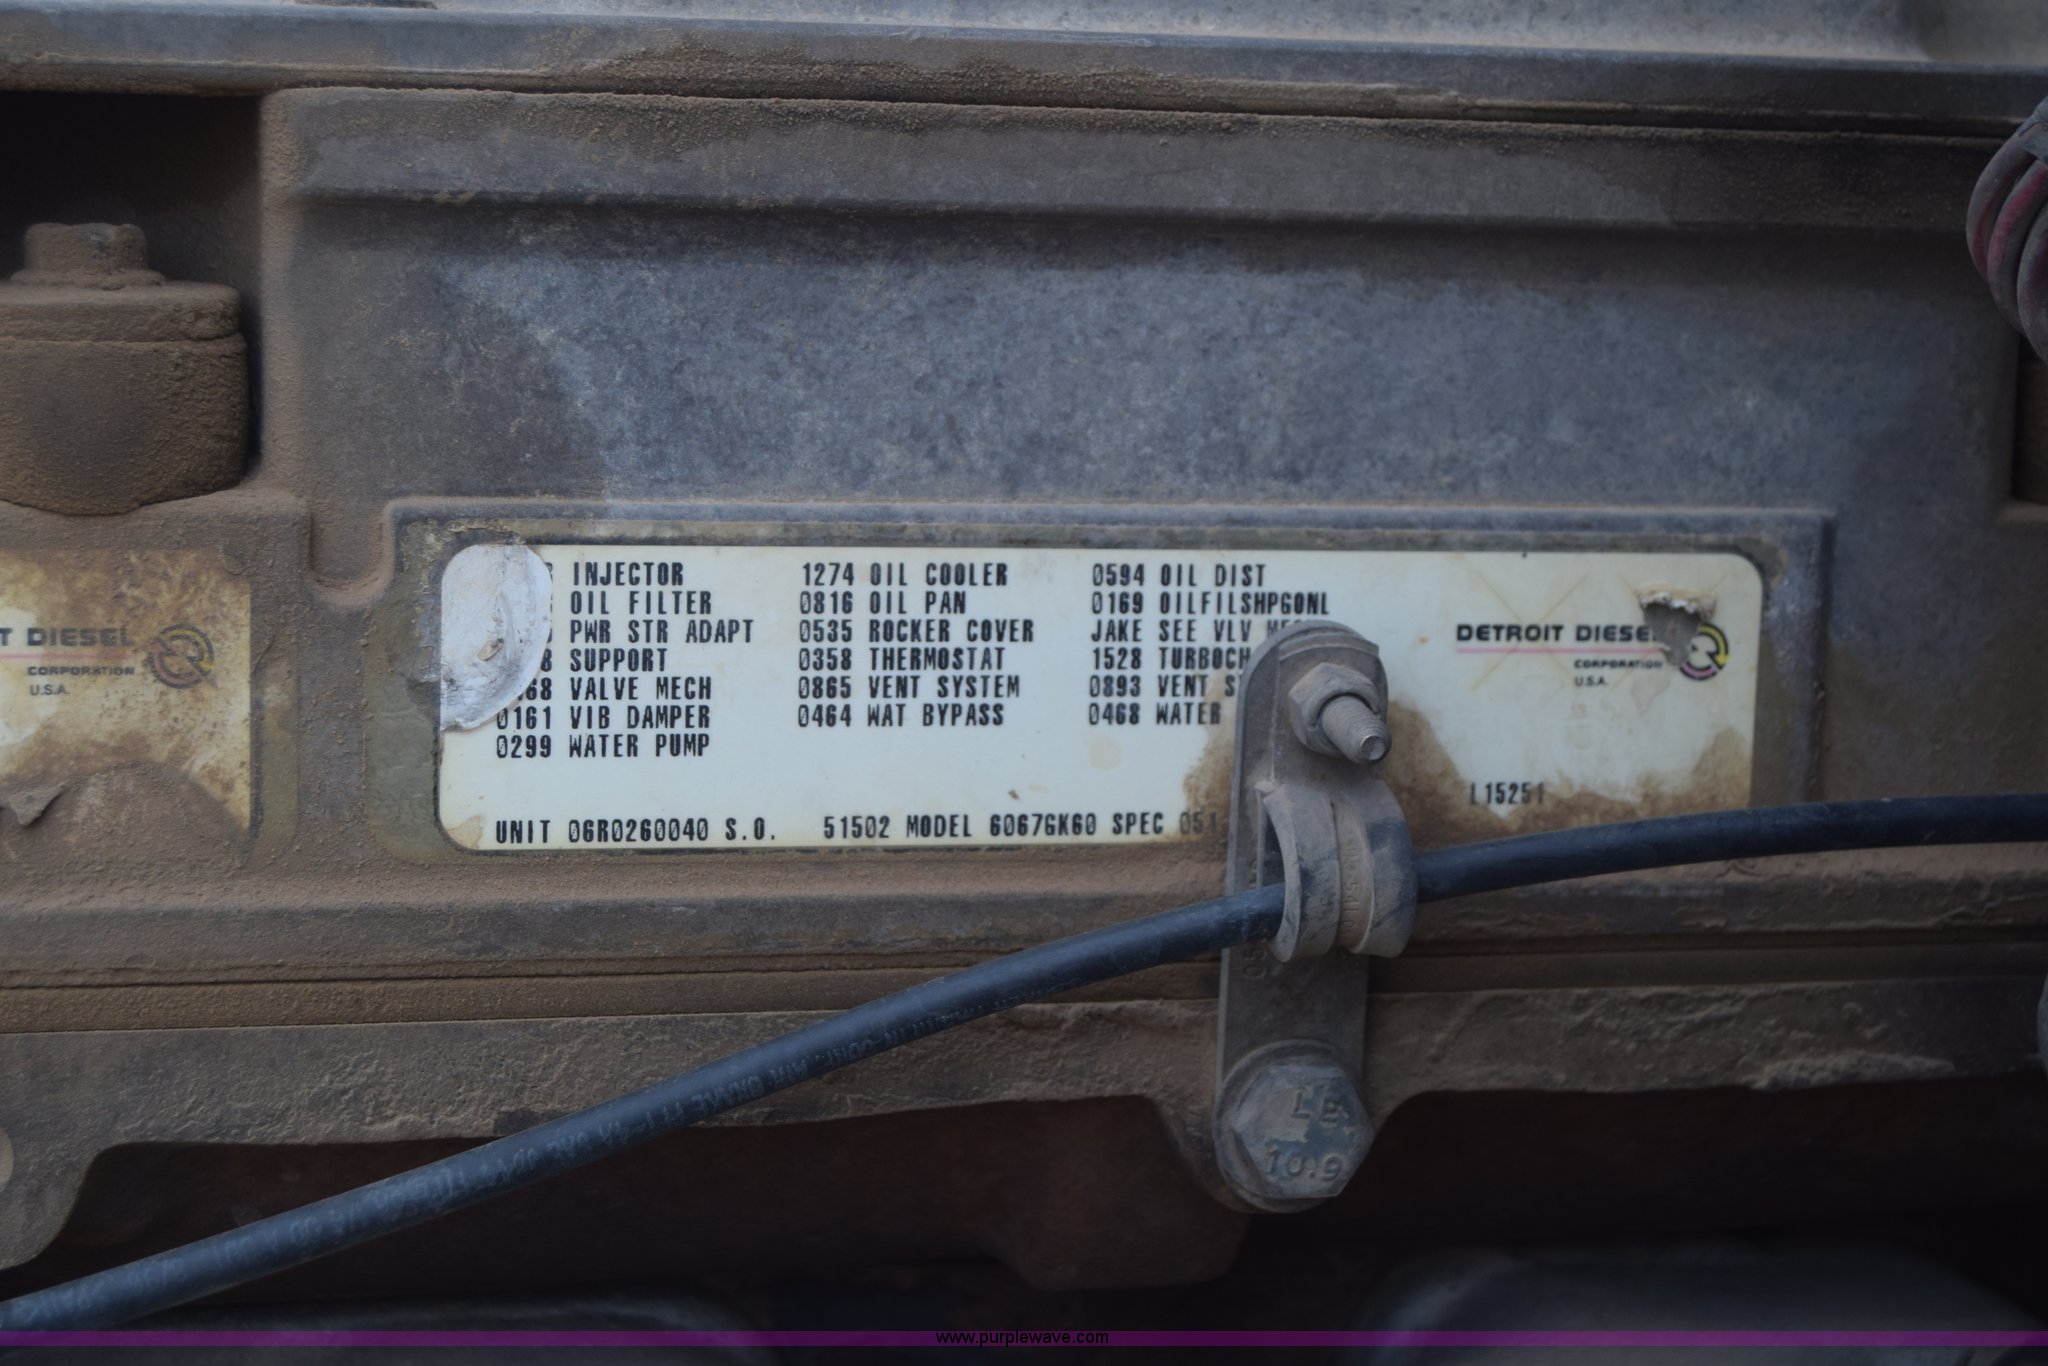 INJECTOR 1274 OIL COOLER 0594 OIL DIST
OIL FILTER 0816 OIL PAN 0169 OILFILSHPGONL
PWR STR ADAPT 0535 ROCKER COVER JAKE SEE VLV
SUPPORT 0358 THERMOSTAT 1528 TURBOCH
VALVE MECH 0865 VENT SYSTEM 0893 VENT
0161 VIB DAMPER 0464 WAT BYPASS 0468 WATER
0299 WATER PUMP
UNIT 06R0260040 S.O. 51502 MODEL 6067GK60 SPEC
DETROIT DIESEL
CORPORATION
U.S.A.
L15251
T DIESEL
CORPORATION
U.S.A.
LE
10.9
www.purplewave.com